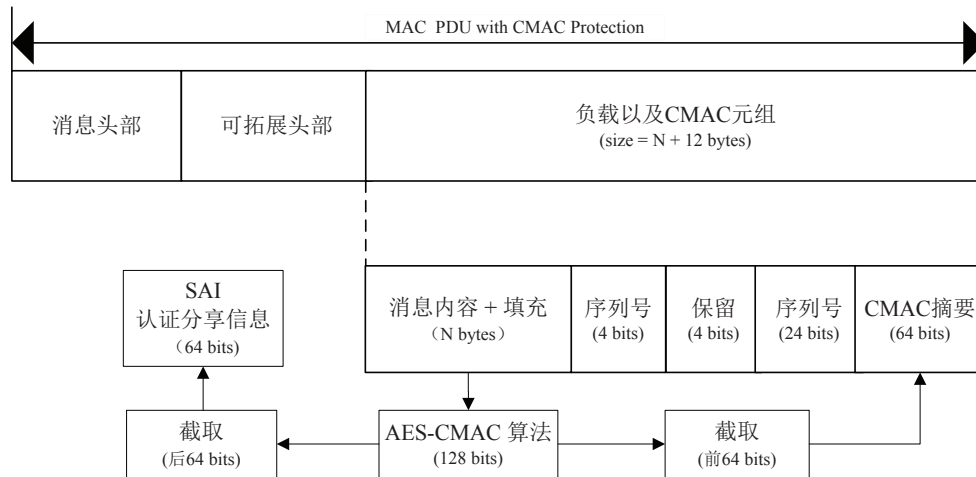 MAC PDU with CMAC Protection
消息头部
可拓展头部
负载以及CMAC元组
(size = N + 12 bytes)
SAI
认证分享信息
（64 bits)
消息内容 + 填充
（N bytes）
序列号
(4 bits)
保留
(4 bits)
序列号
(24 bits)
CMAC摘要
(64 bits)
截取
(后64 bits)
AES-CMAC 算法
(128 bits)
截取
(前64 bits)